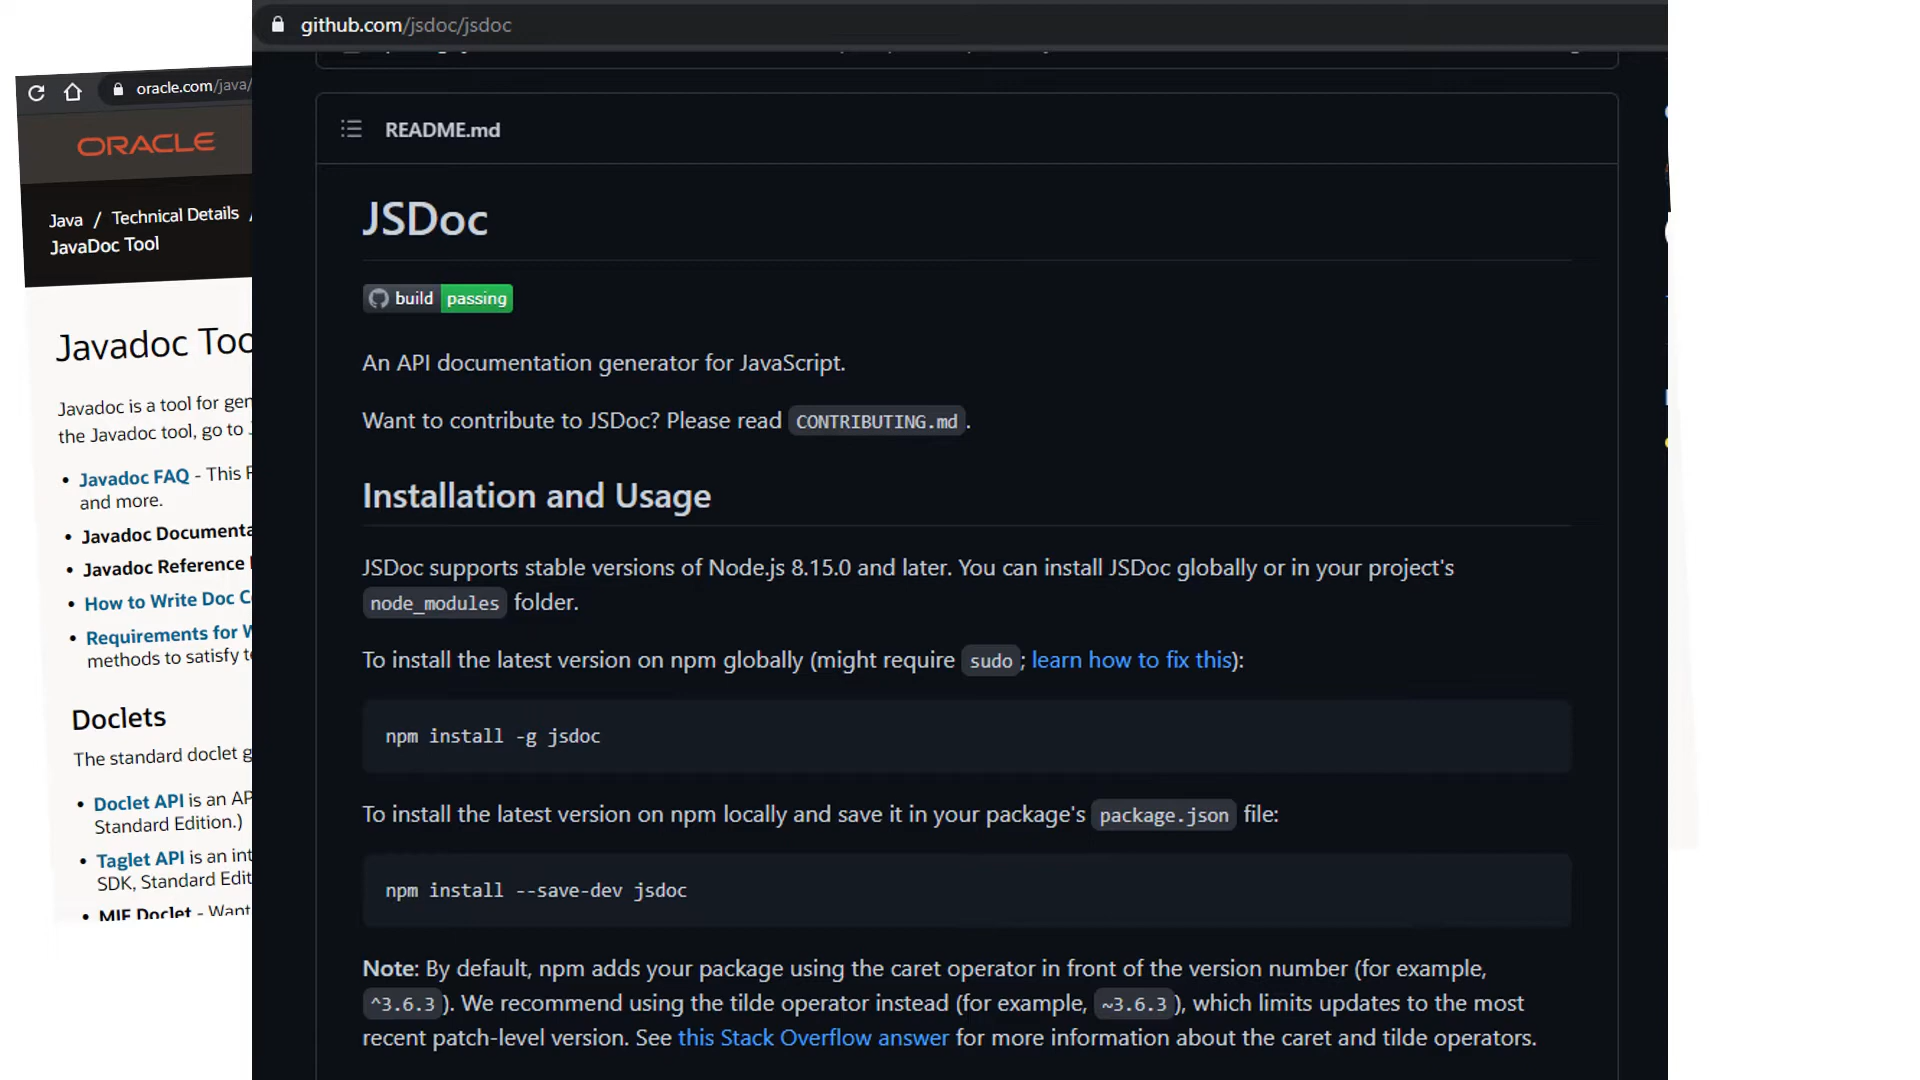 github.com/jsdoc/jsdoc
README.md
JSDoc
build passing
An API documentation generator for JavaScript.
Want to contribute to JSDoc? Please read CONTRIBUTING.md.
Installation and Usage
JSDoc supports stable versions of Node.js 8.15.0 and later. You can install JSDoc globally or in your project's
node_modules folder.
To install the latest version on npm globally (might require sudo; learn how to fix this):
npm install -g jsdoc
To install the latest version on npm locally and save it in your package's package.json file:
npm install --save-dev jsdoc
Note: By default, npm adds your package using the caret operator in front of the version number (for example,
^3.6.3). We recommend using the tilde operator instead (for example, ~3.6.3), which limits updates to the most
recent patch-level version. See this Stack Overflow answer for more information about the caret and tilde operators.
oracle.com/java/
ORACLE
Java / Technical Details /
JavaDoc Tool
Javadoc
Javadoc is a tool for
the Javadoc tool, go to
• Javadoc FAQ - This
and more.
• Javadoc
• Javadoc Reference
• How to Write Doc
• Requirements for
methods to satisfy
Doclets
The standard doclet
• Doclet API is an
Standard Edition.)
• Taglet API is an
SDK, Standard
• MIF Doclet - Want